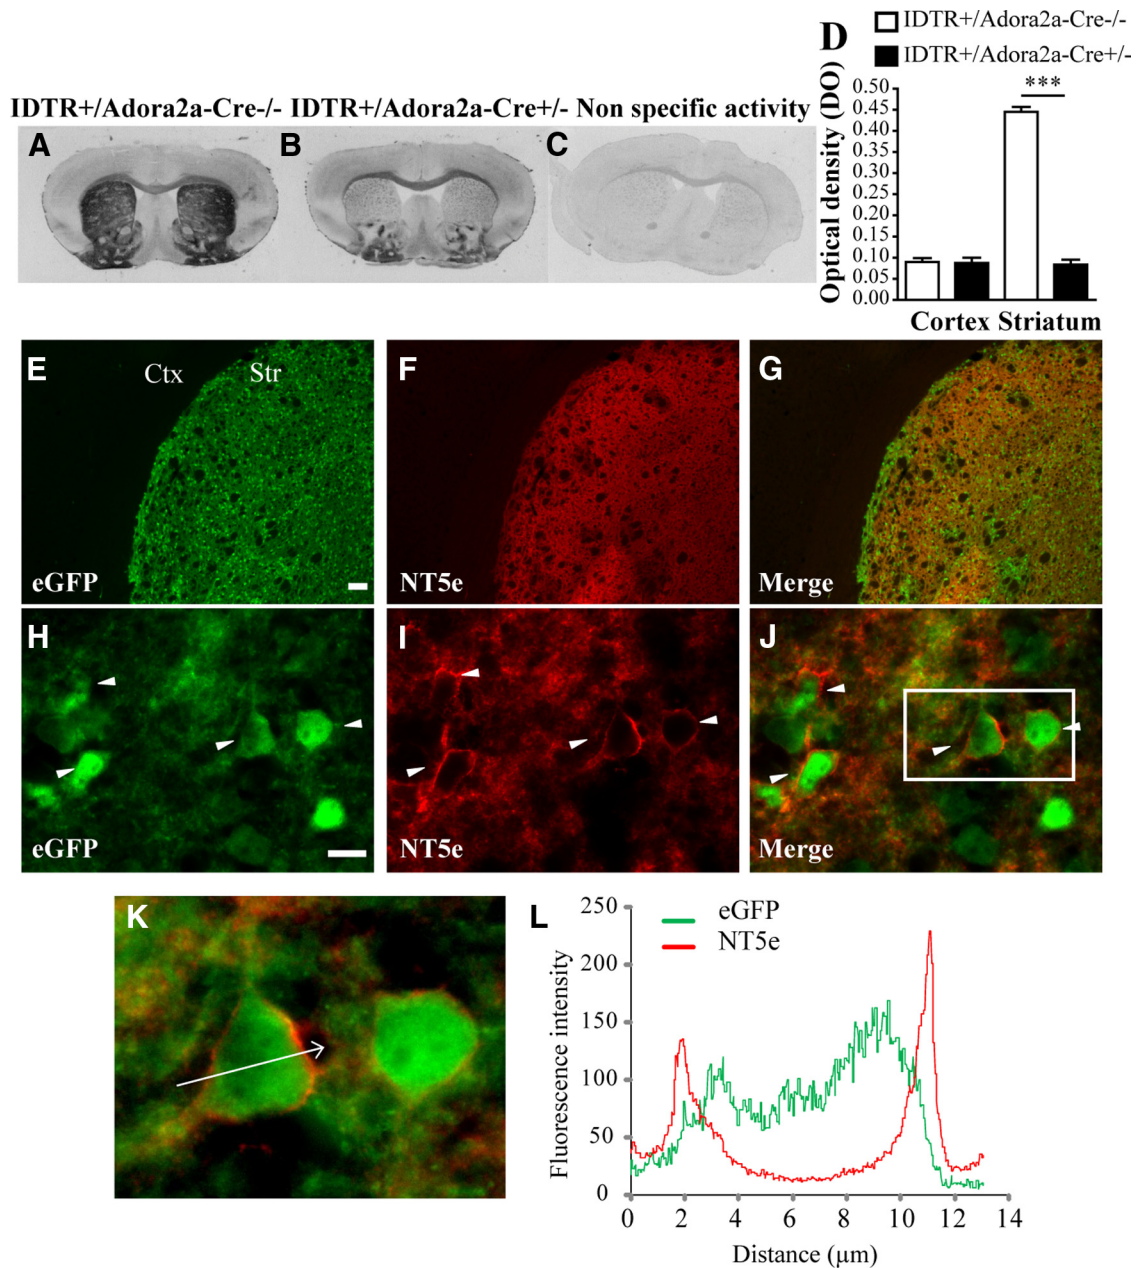 IDTR+/Adora2a-Cre-/-
IDTR+/Adora2a-Cre+/-
D
IDTR+/Adora2a-Cre-/- IDTR+/Adora2a-Cre+/- Non specific activity
A
B
C
Optical density (DO)
0.50
0.45
0.40
0.35
0.30
0.25
0.20
0.15
0.10
0.05
0.00
***
Cortex Striatum
E
Ctx
Str
eGFP
F
NT5e
G
Merge
H
eGFP
I
NT5e
J
Merge
K
L
eGFP
NT5e
Fluorescence intensity
250
200
150
100
50
0
0 2 4 6 8 10 12 14
Distance (µm)